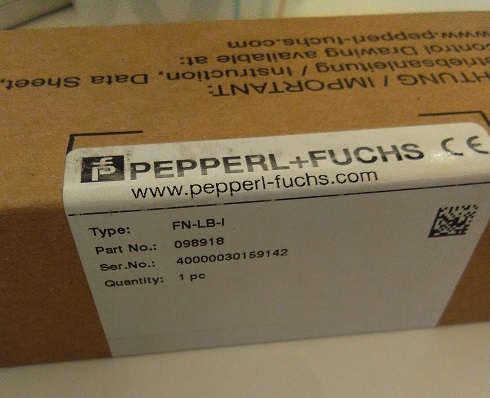 HTUNG / IMPORTANT:
triebsanleitung / Instruction, Data Sheet,
ontrol Drawing available at:
www.pepperl-fuchs.com
PEPPERL+FUCHS CE
www.pepperl-fuchs.com
Type: FN-LB-I
Part No.: 098918
Ser.No.: 40000030159142
Quantity: 1 pc